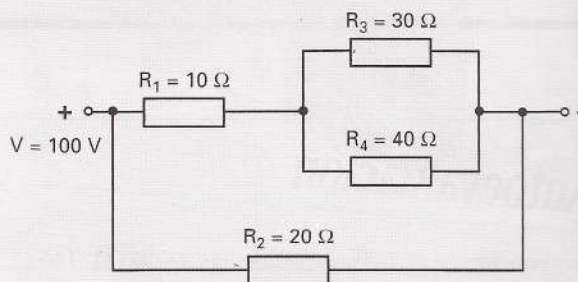 R₃ = 30 Ω
R₁ = 10 Ω
+
V = 100 V
R₄ = 40 Ω
R₂ = 20 Ω